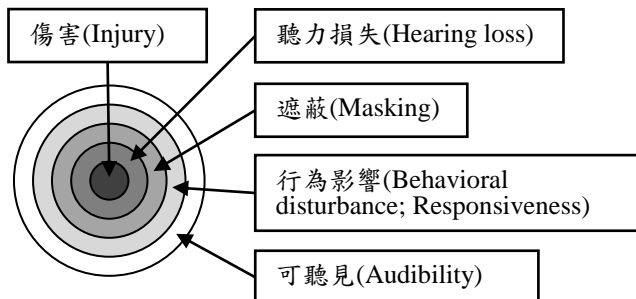 傷害(Injury)
聽力損失(Hearing loss)
遮蔽(Masking)
行為影響(Behavioral
disturbance; Responsiveness)
可聽見(Audibility)